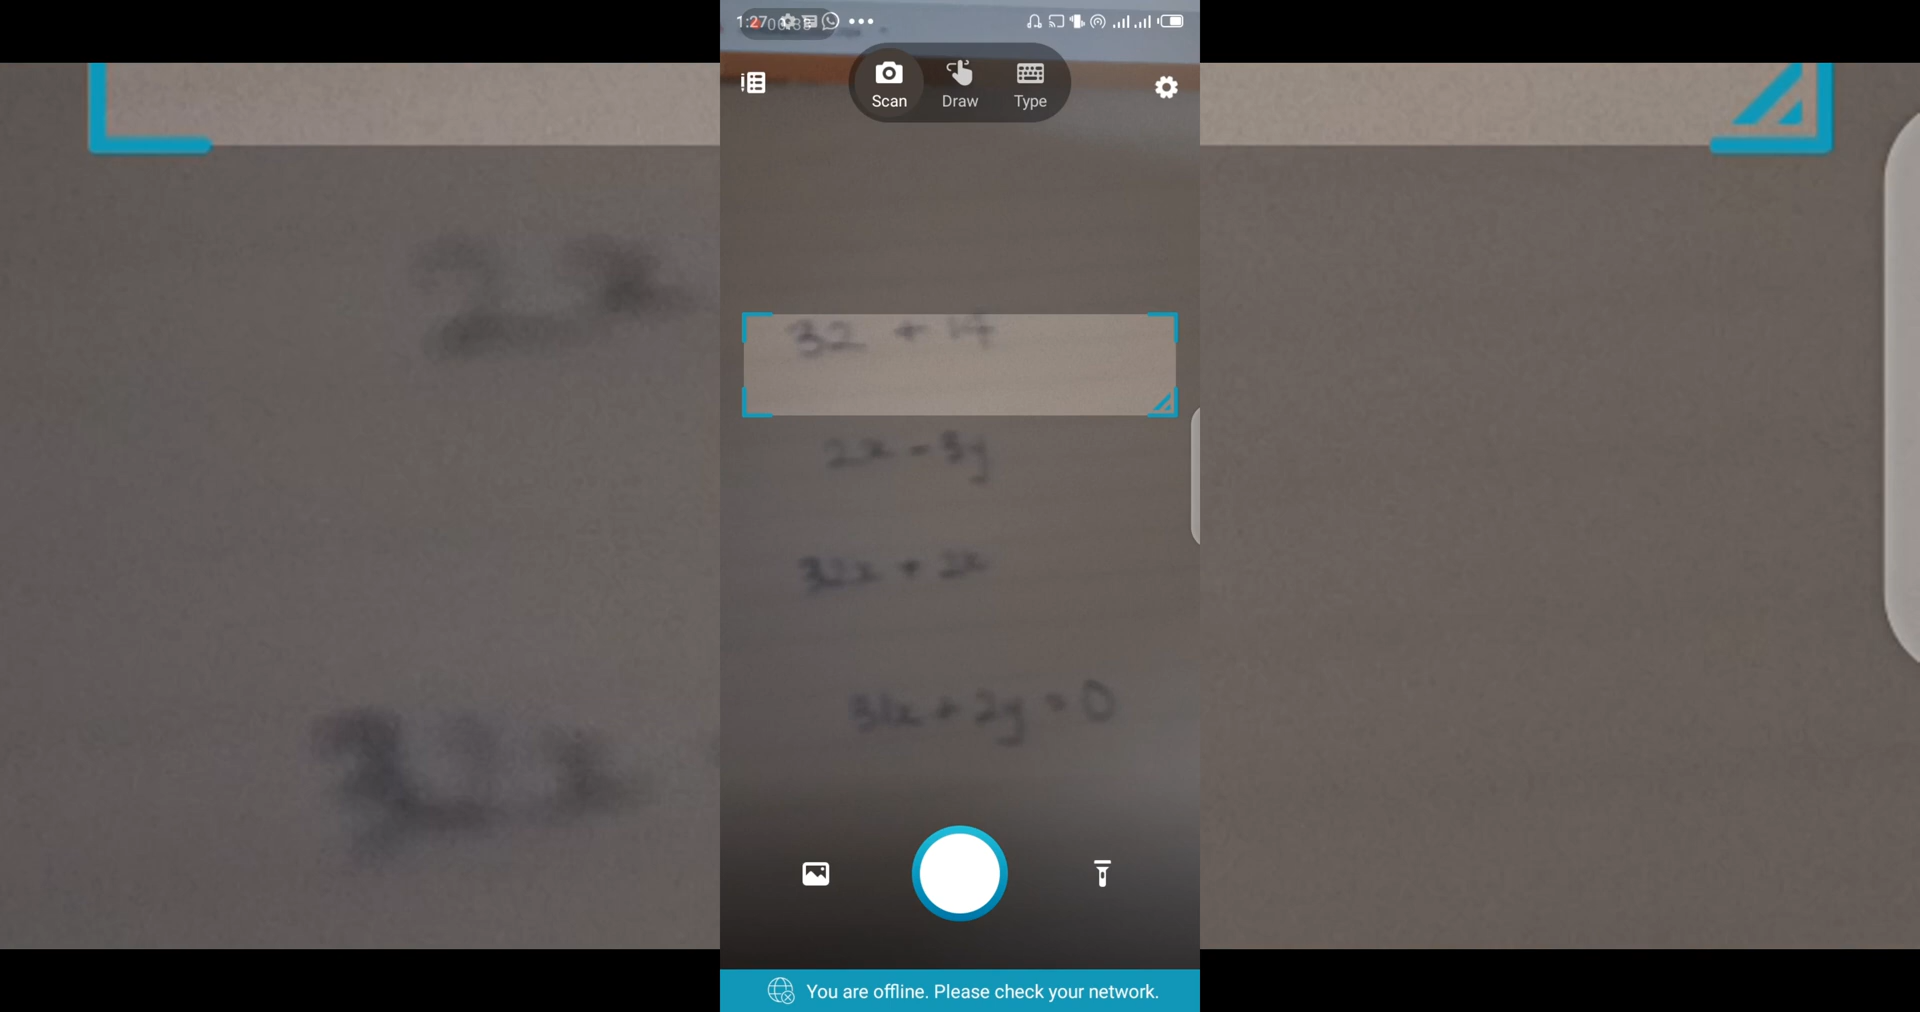 1:27
Scan Draw Type
32 + 14
2x - 3y
32x + 2x
31x + 2y = 0
You are offline. Please check your network.